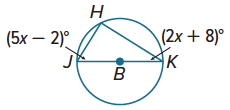 H
(5x – 2)° (2x + 8)°
J B K